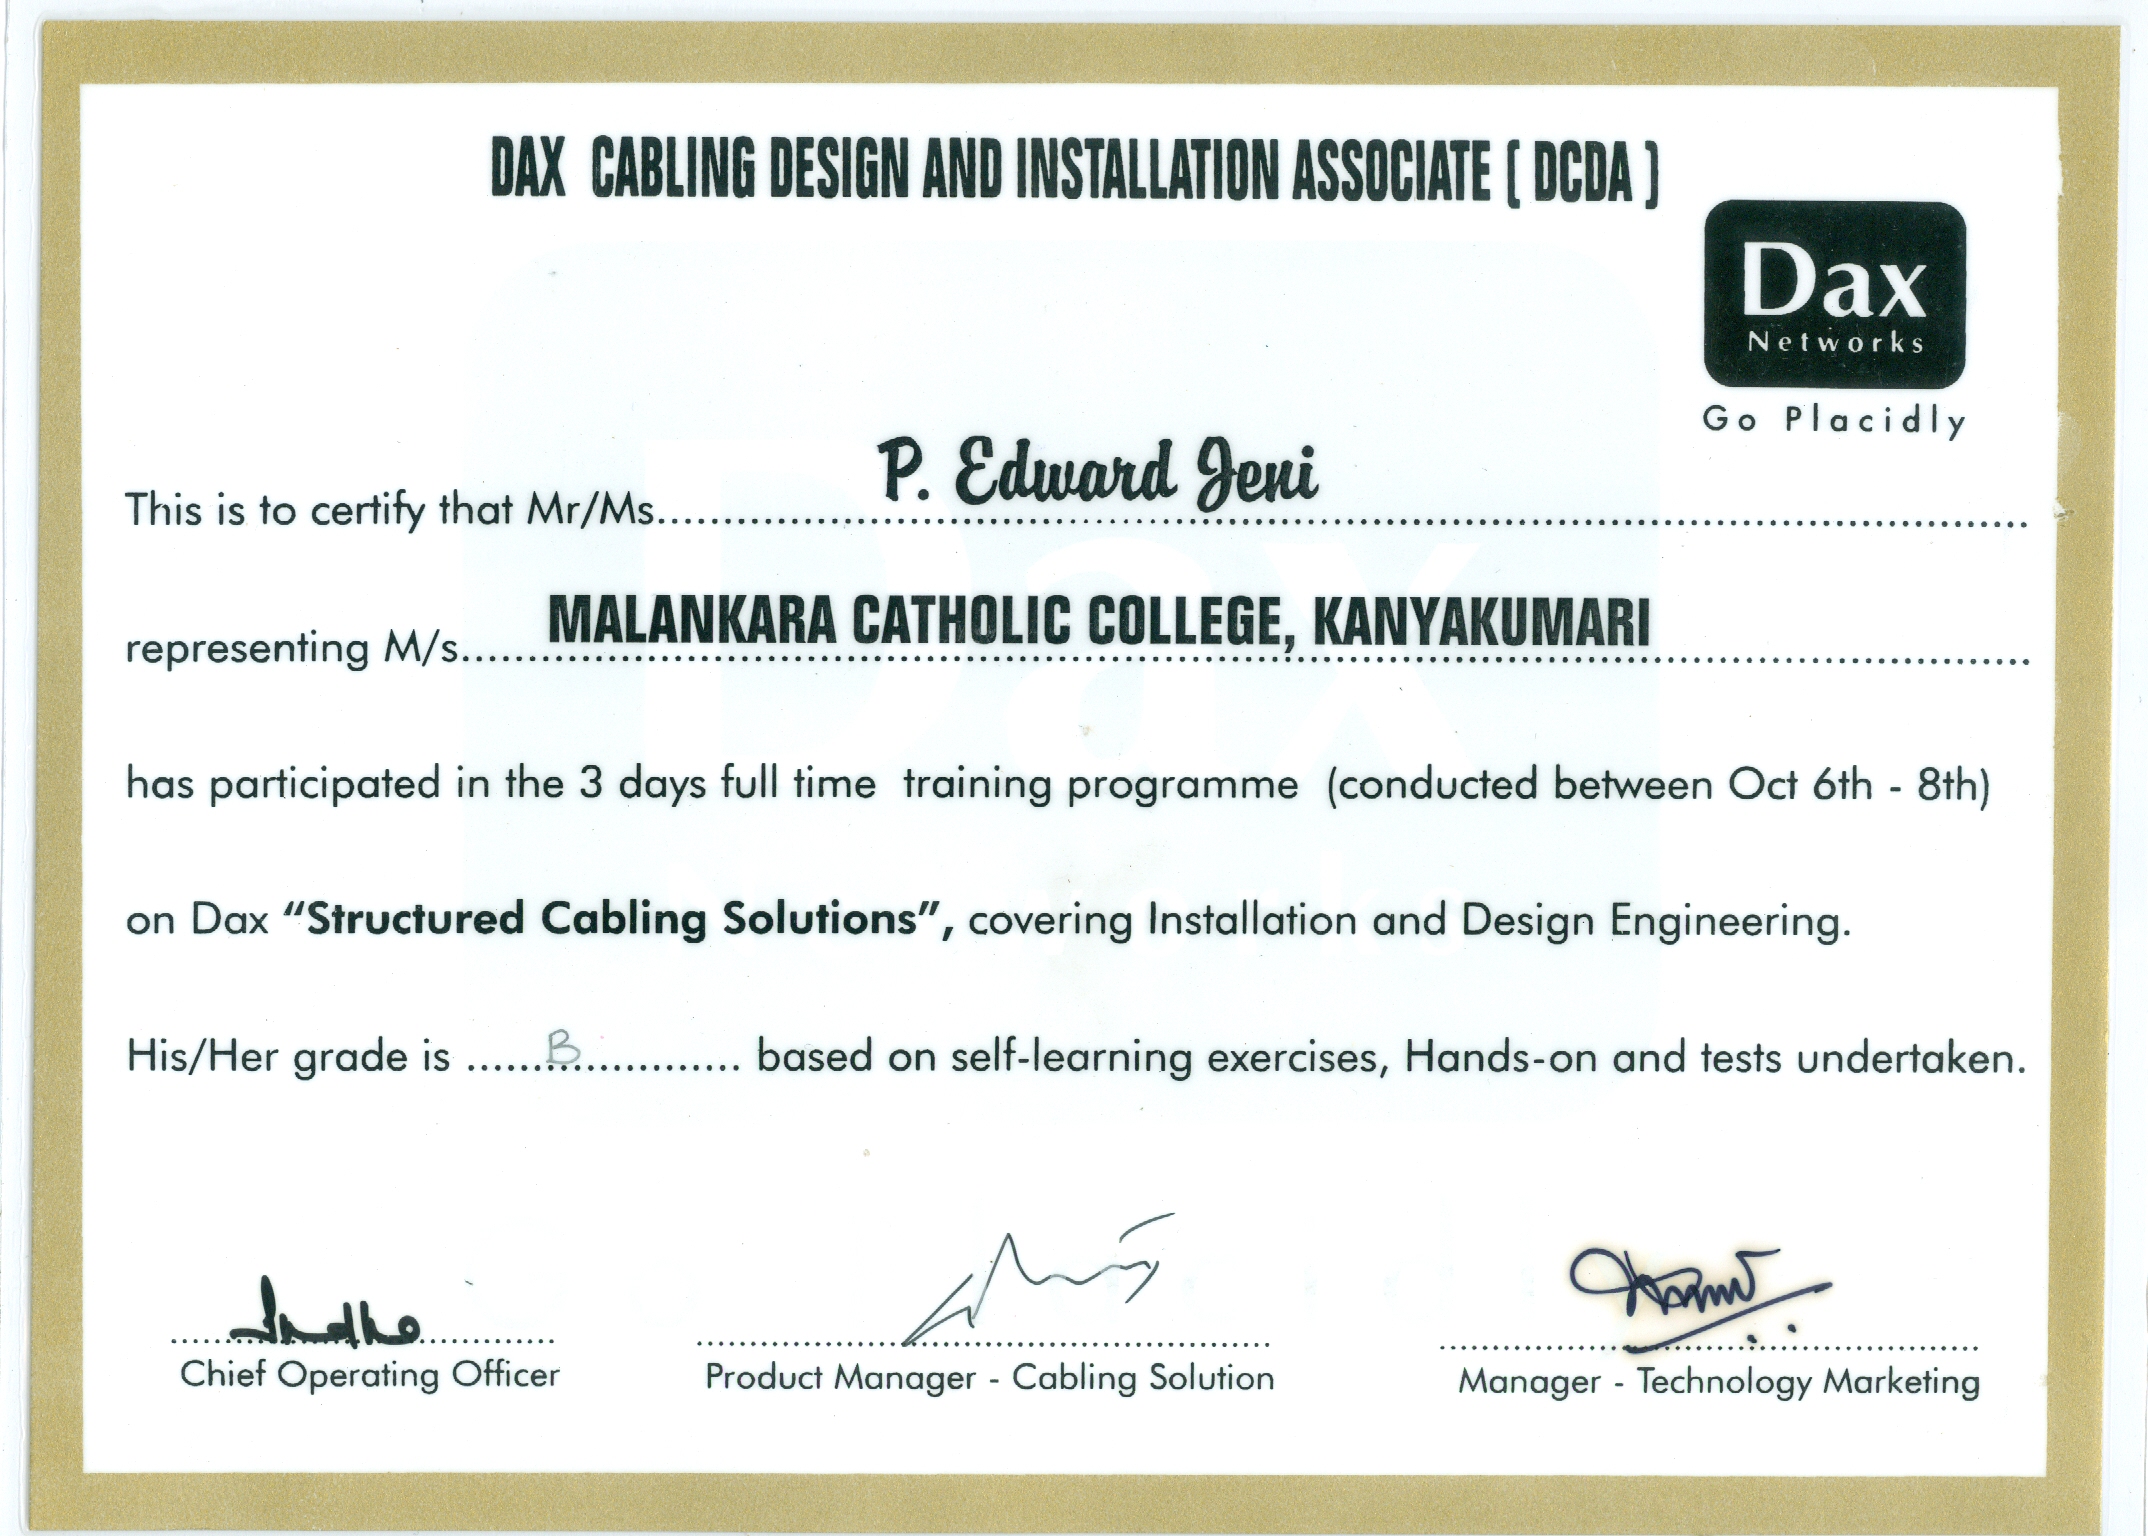 DAX CABLING DESIGN AND INSTALLATION ASSOCIATE ( DCDA )
Dax
Networks
Go Placidly
This is to certify that Mr/Ms. P. Edward Jeni
representing M/s. MALANKARA CATHOLIC COLLEGE, KANYAKUMARI
has participated in the 3 days full time training programme (conducted between Oct 6th - 8th)
on Dax “Structured Cabling Solutions”, covering Installation and Design Engineering.
His/Her grade is ......B............. based on self-learning exercises, Hands-on and tests undertaken.
Chief Operating Officer
Product Manager - Cabling Solution
Manager - Technology Marketing